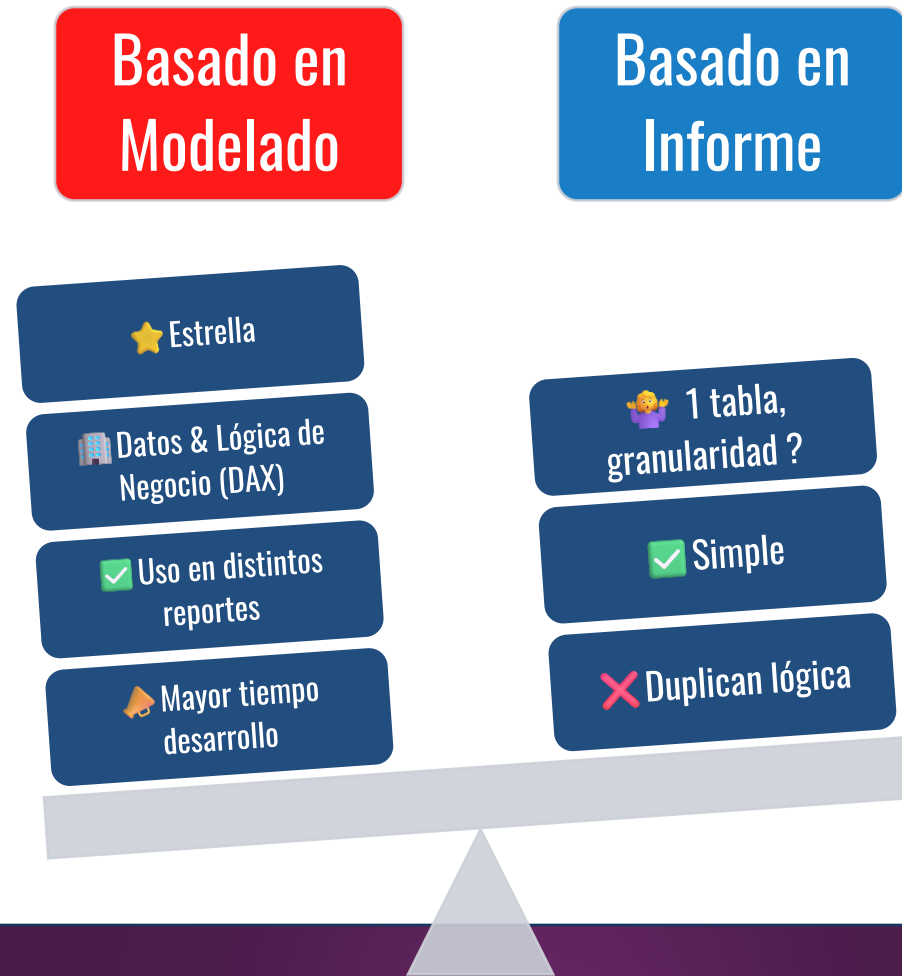 Basado en
Modelado
Basado en
Informe
Estrella
Datos & Lógica de
Negocio (DAX)
Uso en distintos
reportes
Mayor tiempo
desarrollo
1 tabla,
granularidad ?
Simple
Duplican lógica